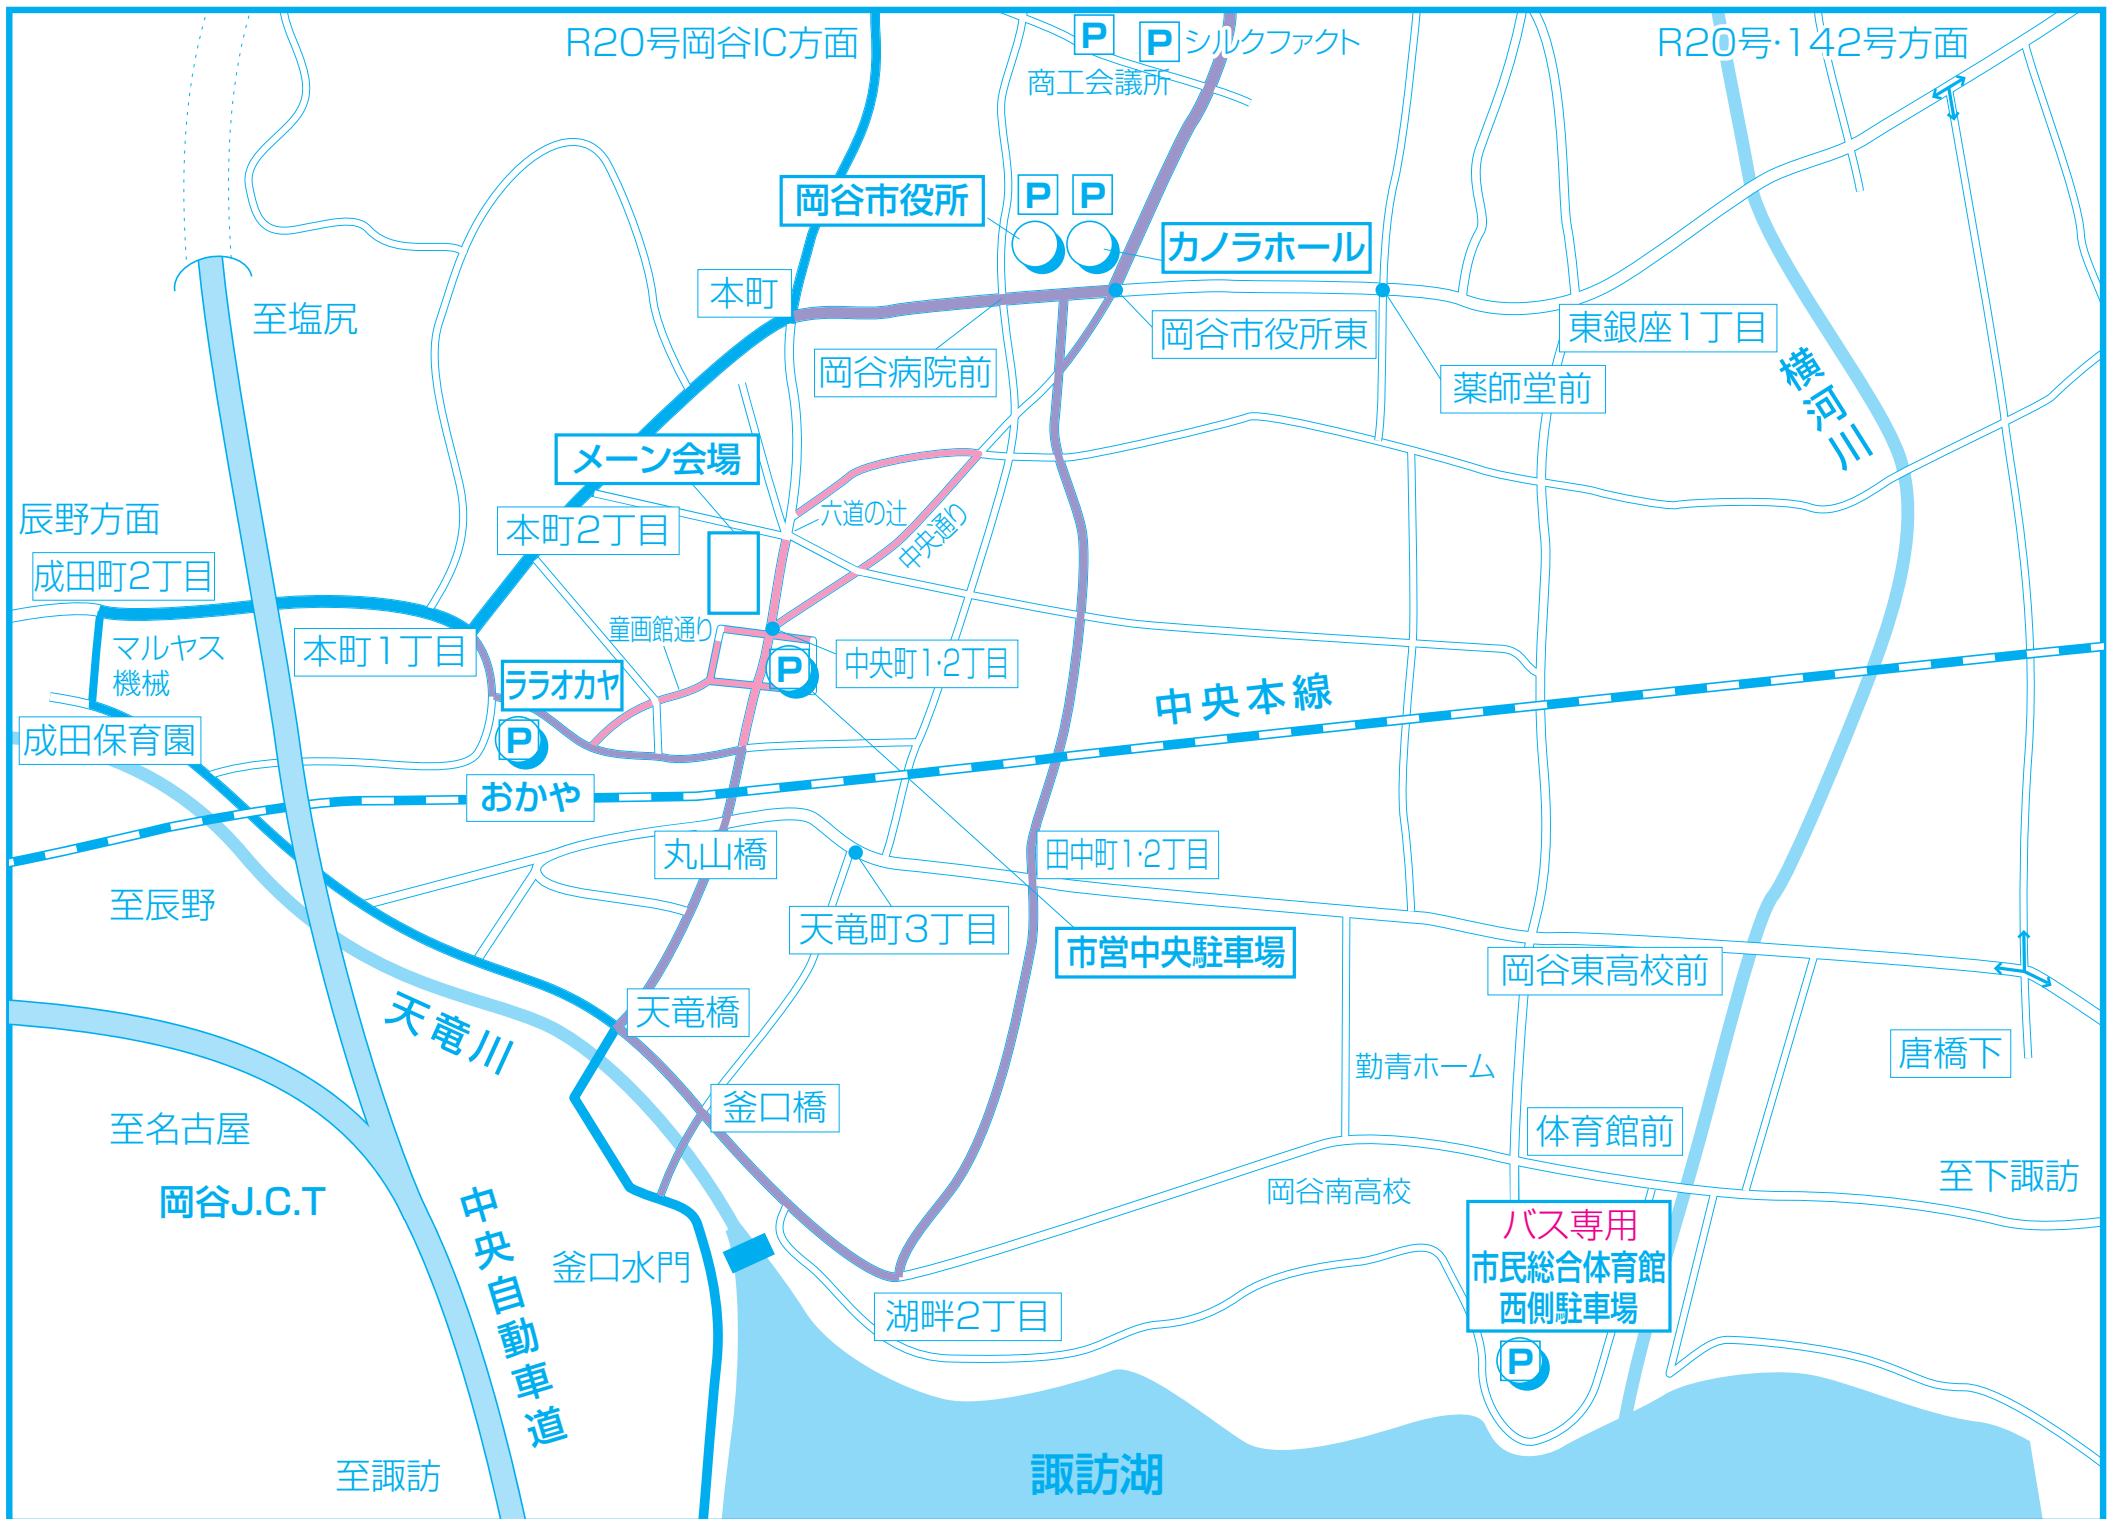 R20号岡谷IC方面
P
P
シルクファクト
商工会議所
R20号・142号方面
岡谷市役所
P
P
カノラホール
本町
至塩尻
岡谷市役所東
東銀座1丁目
岡谷病院前
薬師堂前
横河川
メーン会場
辰野方面
本町2丁目
六道の辻
中央通り
成田町2丁目
童画館通り
マルヤス
機械
本町1丁目
中央町1・2丁目
ララオカヤ
P
中央本線
成田保育園
P
おかや
丸山橋
田中町1・2丁目
至辰野
天竜町3丁目
市営中央駐車場
岡谷東高校前
天竜川
天竜橋
唐橋下
勤青ホーム
釜口橋
至名古屋
体育館前
岡谷J.C.T
中央自動車道
岡谷南高校
至下諏訪
バス専用
市民総合体育館
西側駐車場
釜口水門
湖畔2丁目
P
至諏訪
諏訪湖